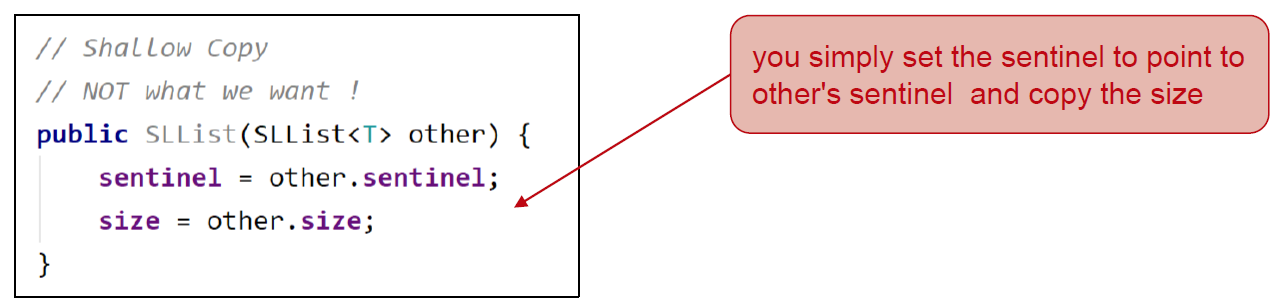 // Shallow Copy
// NOT what we want !
public SLList(SLList<T> other) {
    sentinel = other.sentinel;
    size = other.size;
}
you simply set the sentinel to point to
other's sentinel  and copy the size